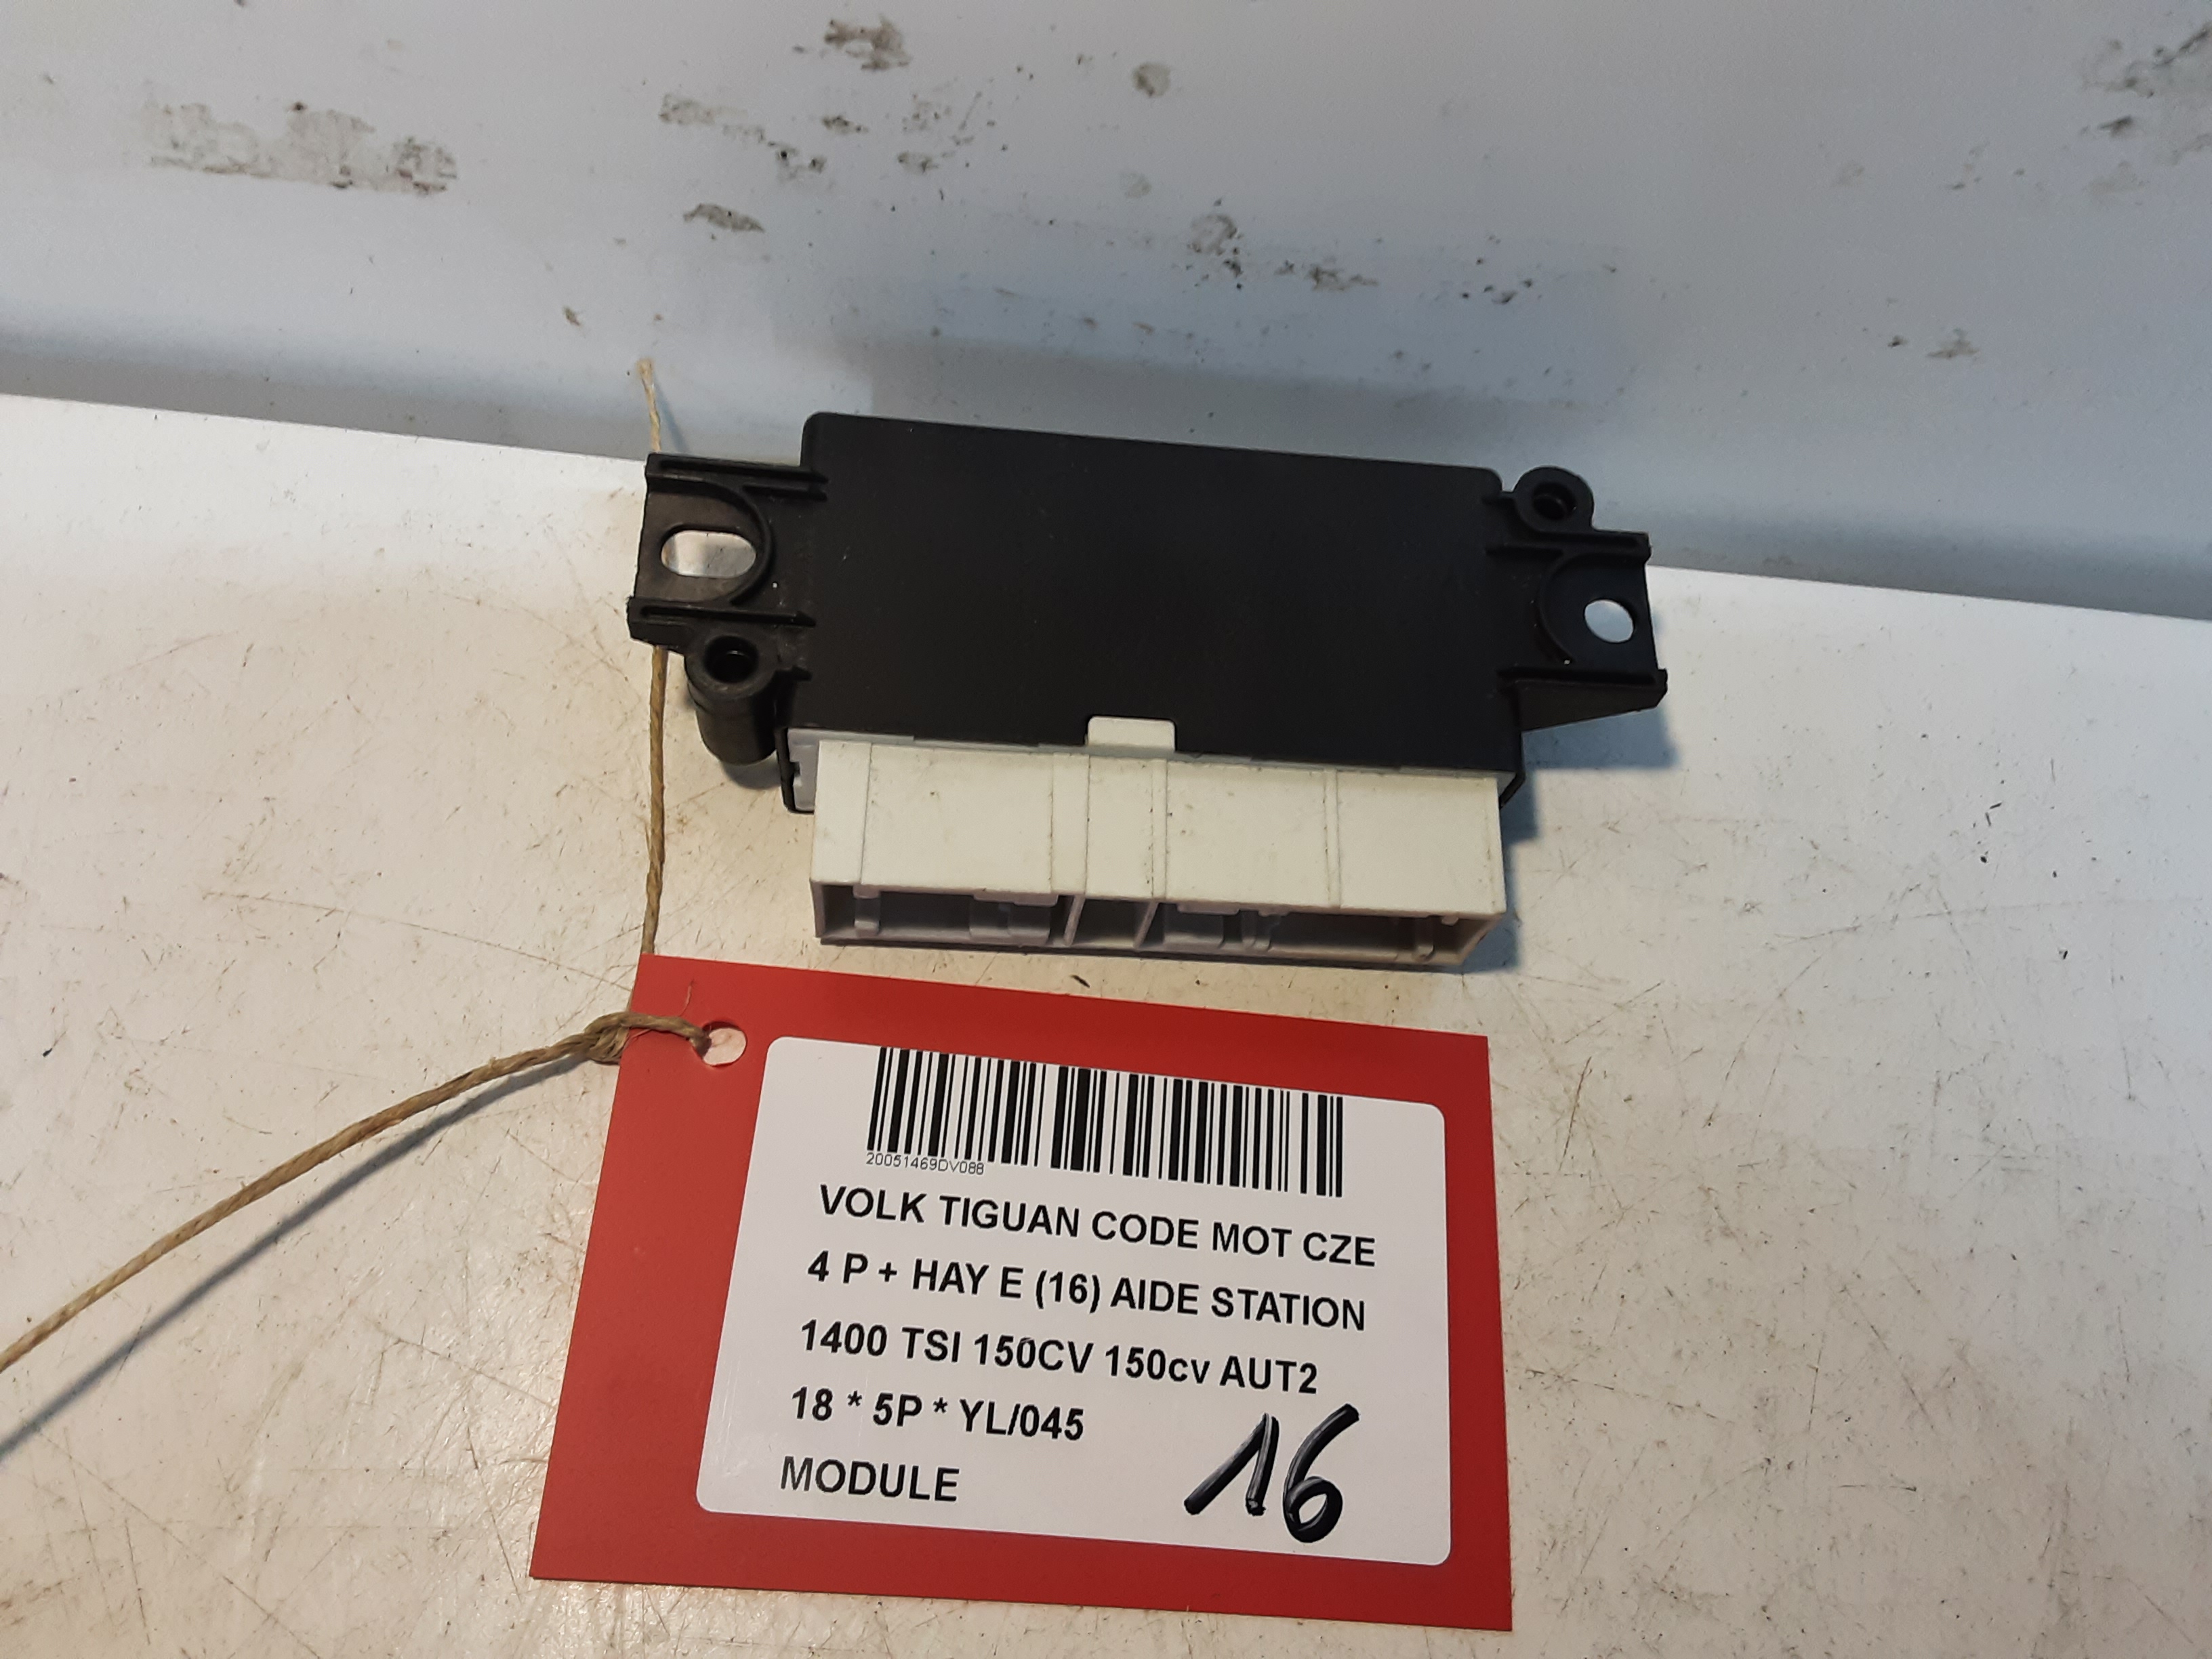 20051469DV088
VOLK TIGUAN CODE MOT CZE
4 P + HAY E (16) AIDE STATION
1400 TSI 150CV 150cv AUT2
18 * 5P * YL/045
MODULE
16